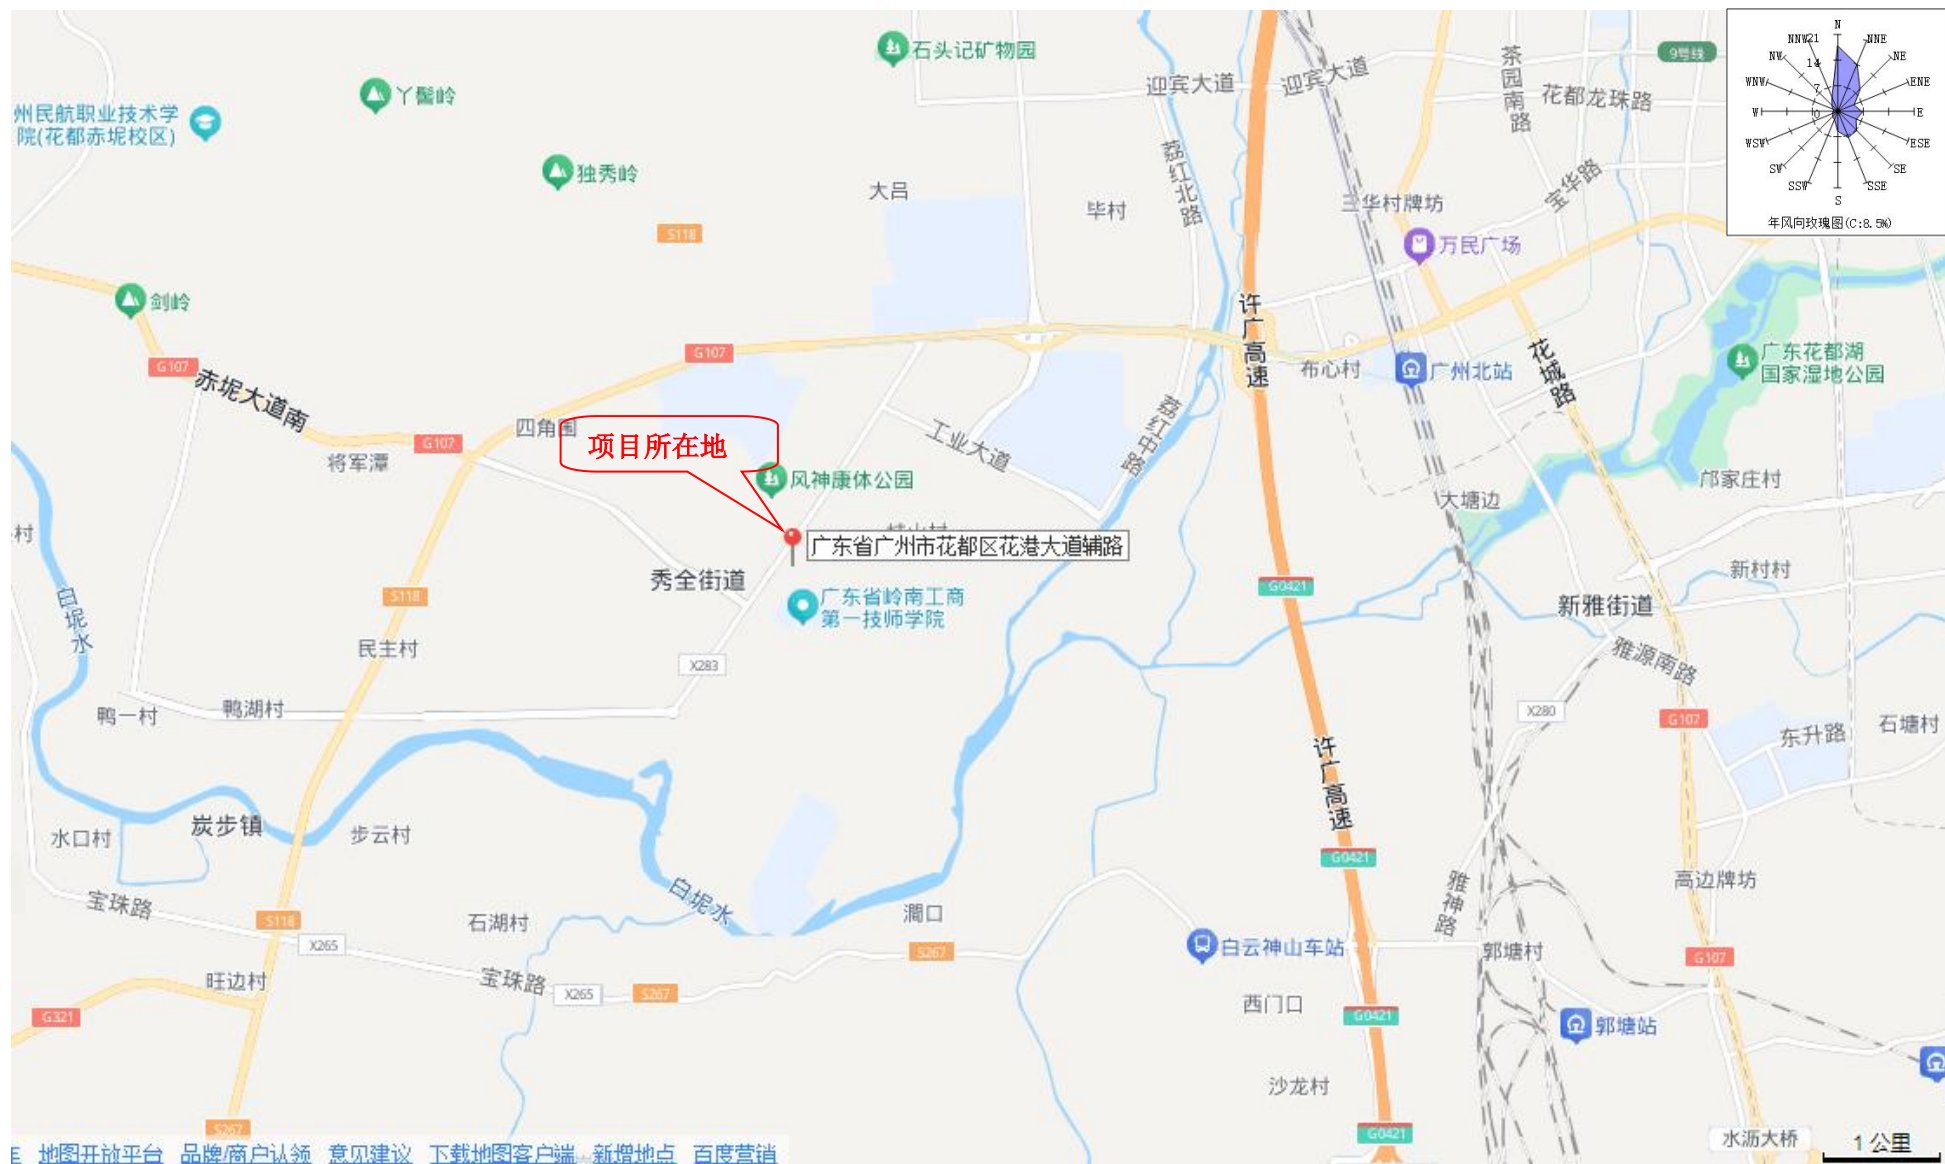 石头记矿物园
丫髻岭
州民航职业技术学
院(花都赤坭校区)
独秀岭
大吕
毕村
荔红北路
迎宾大道
迎宾大道
茶园南路
花都龙珠路
9号线
宝华路
三华村牌坊
万民广场
N
NNW
21
NNE
NW
14
NE
WNW
7
ENE
W
0
E
WSW
ESE
SW
SE
SSW
SSE
S
年风向玫瑰图(C:8.5%)
S118
剑岭
G107
赤坭大道南
G107
许广高速
布心村
广州北站
花城路
广东花都湖
国家湿地公园
四角围
项目所在地
G107
将军潭
工业大道
荔红中路
风神康体公园
大塘边
邝家庄村
村
广东省广州市花都区花港大道辅路
秀全街道
广东省岭南工商
第一技师学院
G0421
新村村
新雅街道
S118
白坭水
民主村
X283
雅源南路
鸭一村
鸭湖村
X280
G107
东升路
石塘村
许广高速
水口村
炭步镇
步云村
G0421
雅神路
高边牌坊
宝珠路
白坭水
石湖村
澗口
S118
X265
S267
白云神山车站
郭塘村
G107
旺边村
宝珠路
X265
S267
G321
西门口
G0421
郭塘站
沙龙村
S267
G0421
水沥大桥
1 公里
地图开放平台 品牌/商户认领 意见建议 下载地图客户端 新增地点 百度营销